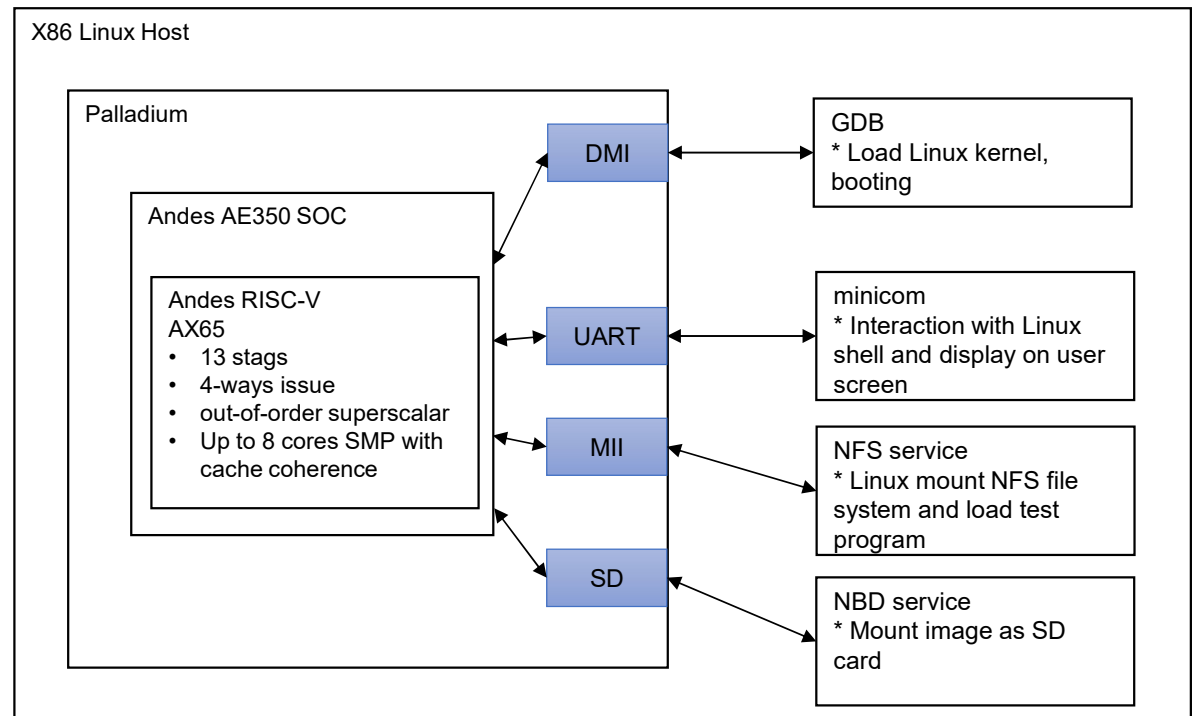 X86 Linux Host
Palladium
DMI
GDB
* Load Linux kernel,
booting
Andes AE350 SOC
Andes RISC-V
AX65
• 13 stags
• 4-ways issue
• out-of-order superscalar
• Up to 8 cores SMP with
cache coherence
UART
minicom
* Interaction with Linux
shell and display on user
screen
MII
NFS service
* Linux mount NFS file
system and load test
program
SD
NBD service
* Mount image as SD
card